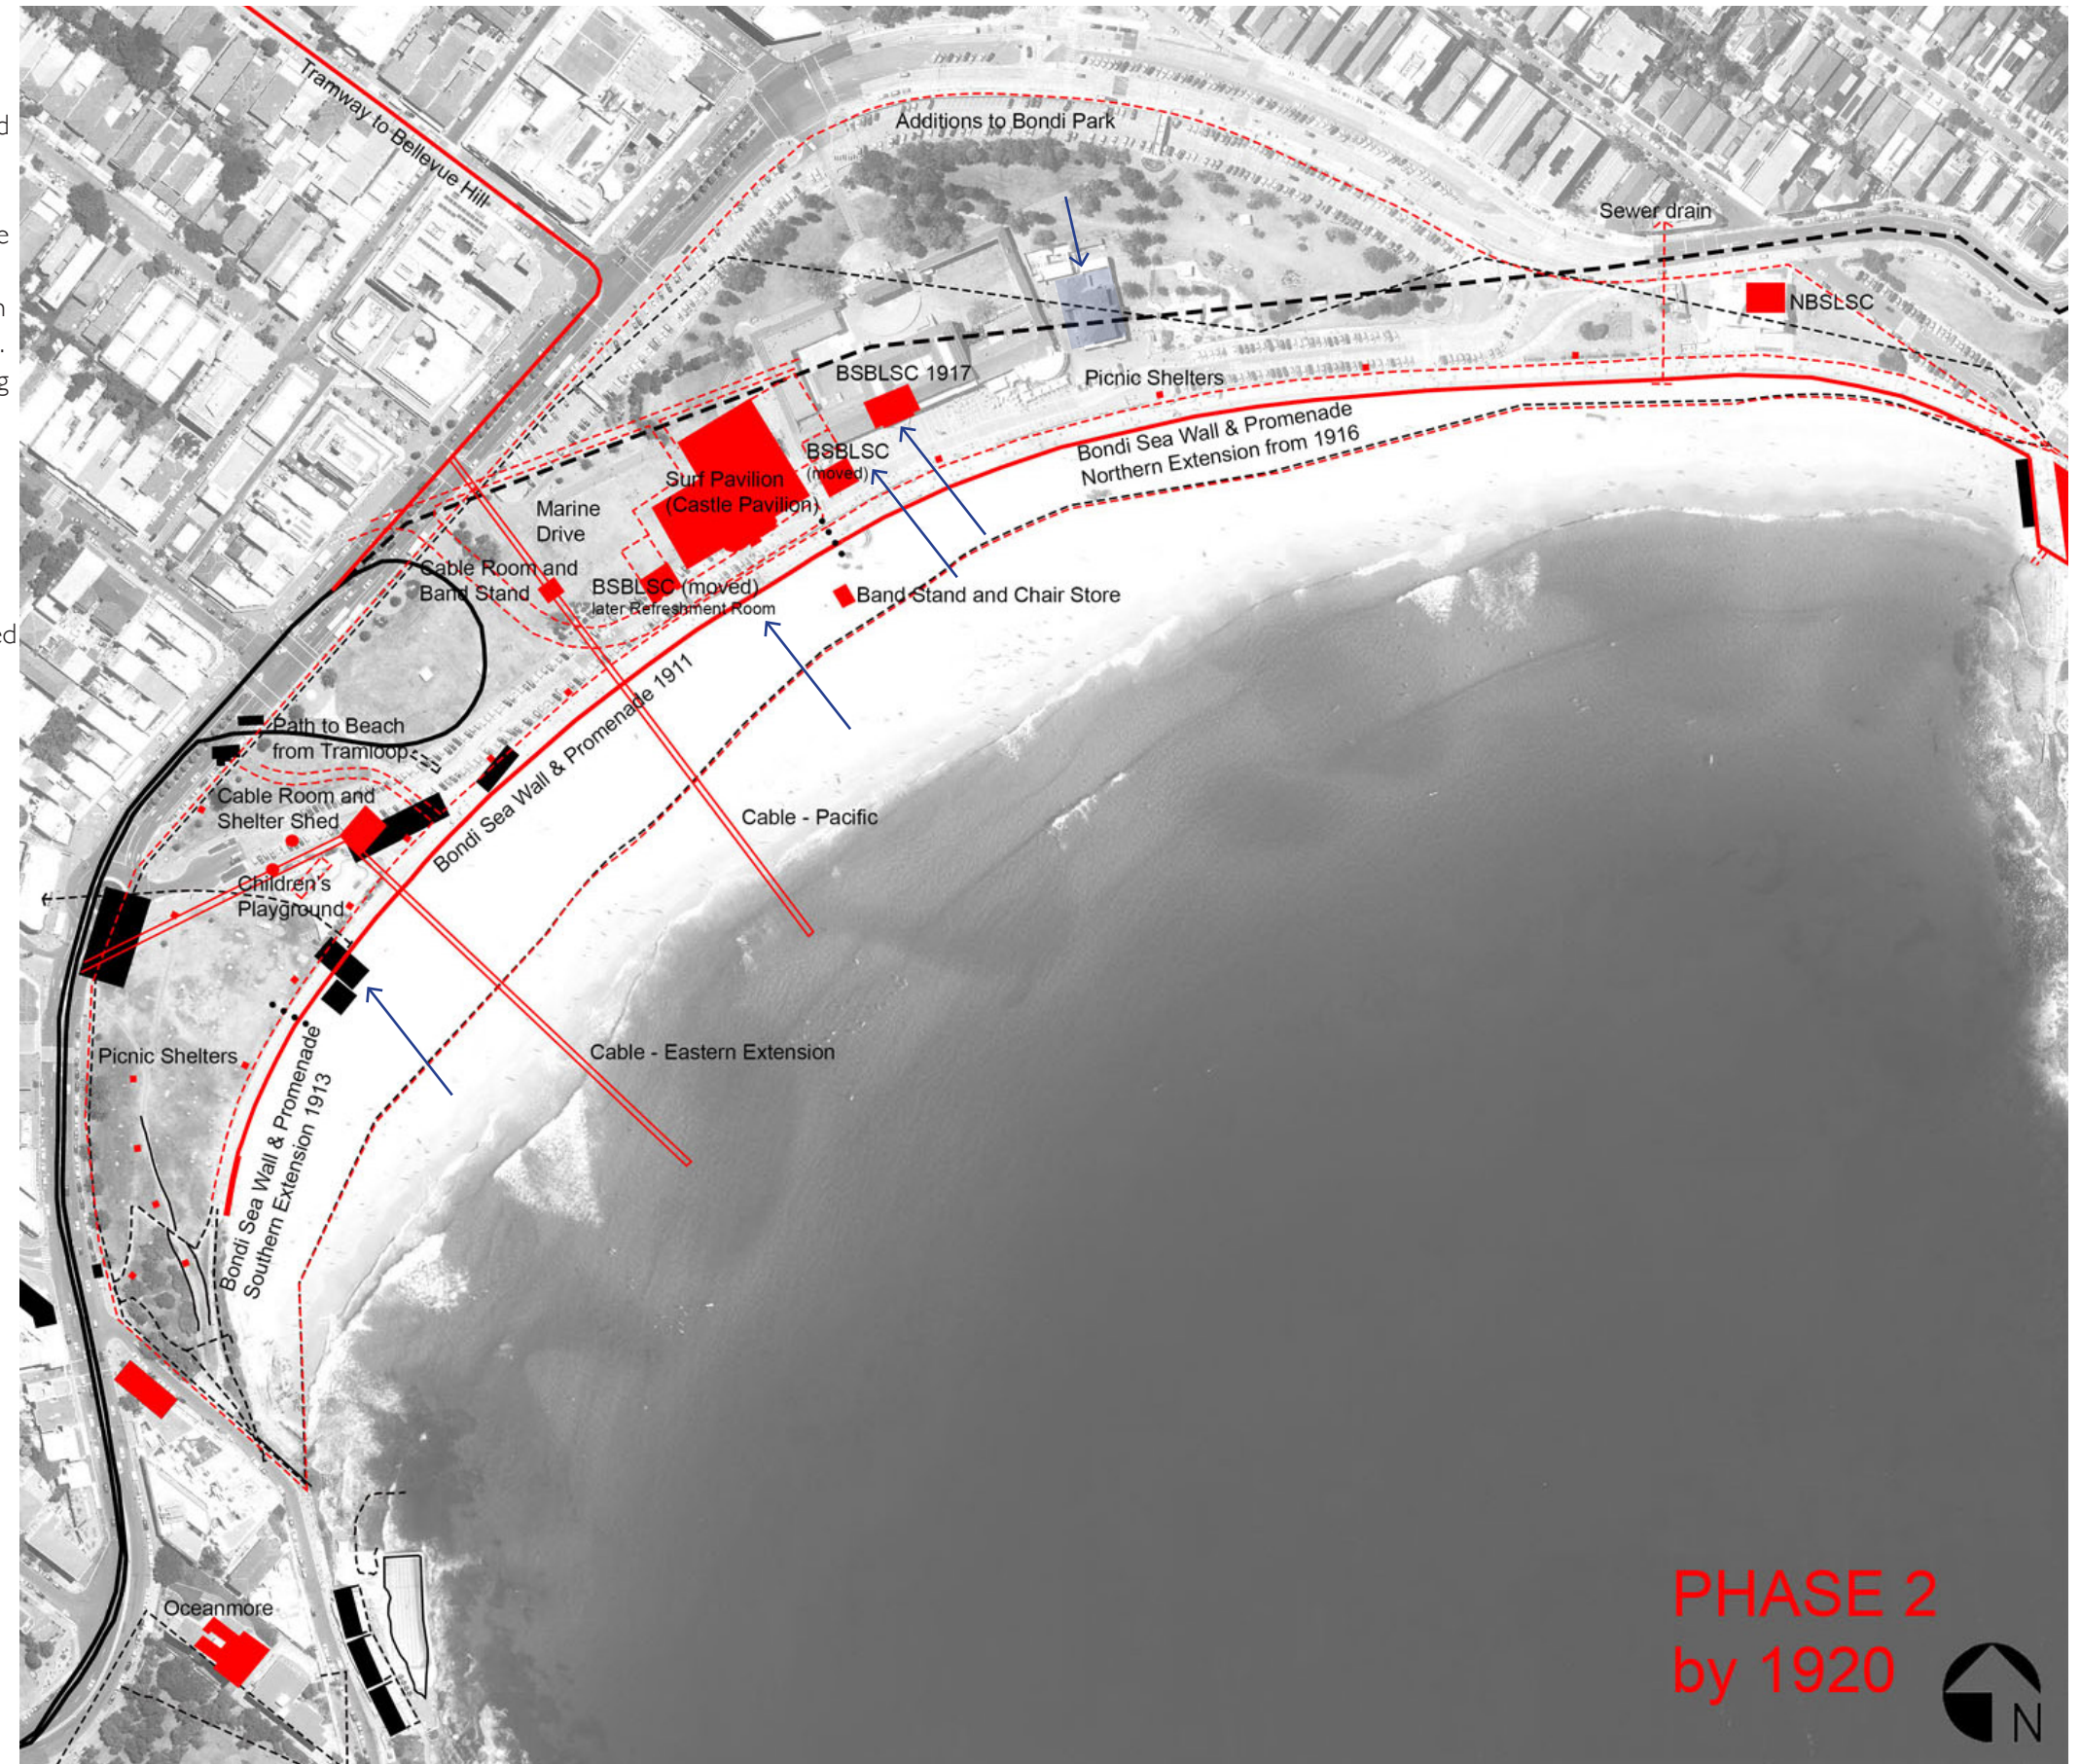 d
e
n
.
g
ed
Tramway to Bellevue Hill
Additions to Bondi Park
Sewer drain
NBSLSC
BSBLSC 1917
Picnic Shelters
Bondi Sea Wall & Promenade
Northern Extension from 1916
BSBLSC
(moved)
Surf Pavilion
(Castle Pavilion)
Marine
Drive
Cable Room and
Band Stand
BSBLSC (moved)
later Refreshment Room
Band Stand and Chair Store
Bondi Sea Wall & Promenade 1911
Path to Beach
from Tramloop
Cable Room and
Shelter Shed
Cable - Pacific
Children's
Playground
Cable - Eastern Extension
Picnic Shelters
Bondi Sea Wall & Promenade
Southern Extension 1913
Oceanmore
PHASE 2
by 1920
N